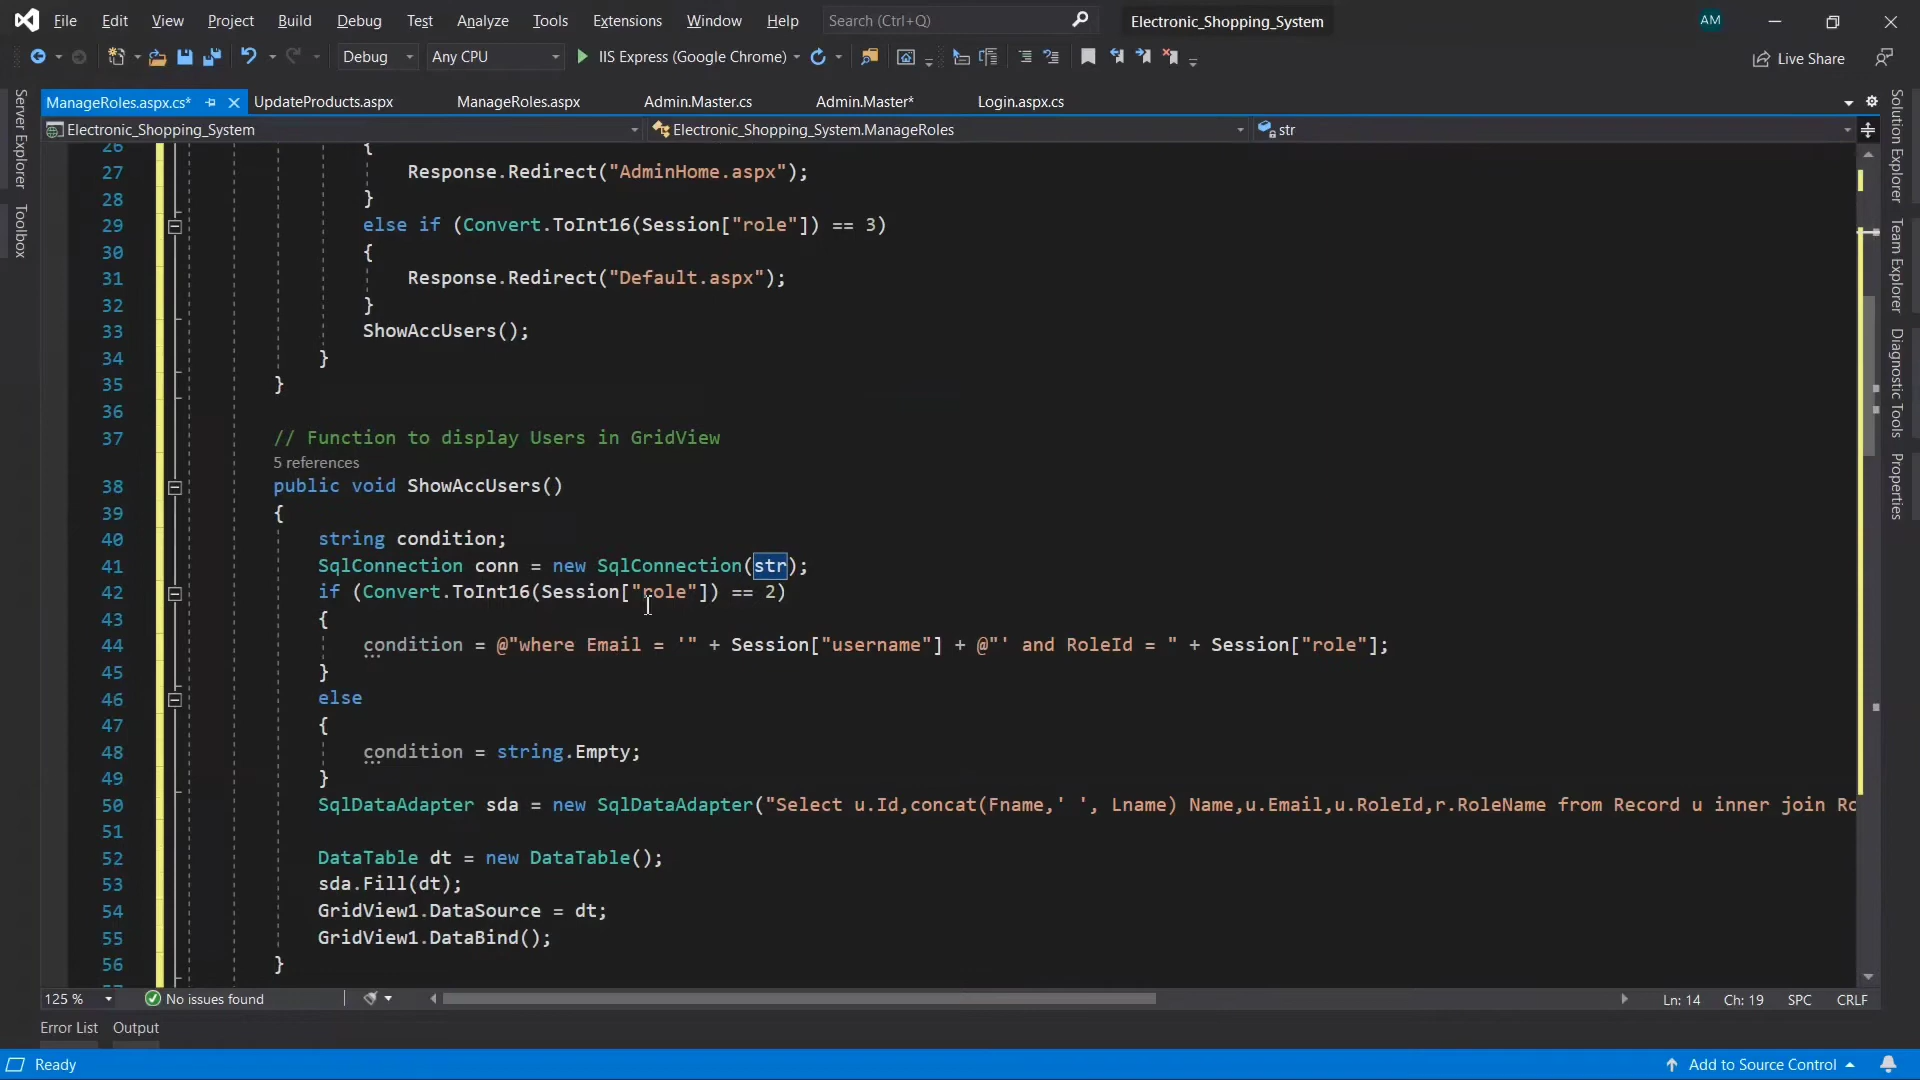 File Edit View Project Build Debug Test Analyze Tools Extensions Window Help Search (Ctrl+Q) Electronic_Shopping_System AM
Debug Any CPU IIS Express (Google Chrome) Live Share
ManageRoles.aspx.cs* UpdateProducts.aspx ManageRoles.aspx Admin.Master.cs Admin.Master* Login.aspx.cs
Electronic_Shopping_System Electronic_Shopping_System.ManageRoles str
Server Explorer
Toolbox
26 {
27 Response.Redirect("AdminHome.aspx");
28 }
29 else if (Convert.ToInt16(Session["role"]) == 3)
30 {
31 Response.Redirect("Default.aspx");
32 }
33 ShowAccUsers();
34 }
35 }
36
37 // Function to display Users in GridView
5 references
38 public void ShowAccUsers()
39 {
40 string condition;
41 SqlConnection conn = new SqlConnection(str);
42 if (Convert.ToInt16(Session["role"]) == 2)
43 {
44 condition = @"where Email = '" + Session["username"] + @"' and RoleId = " + Session["role"];
45 }
46 else
47 {
48 condition = string.Empty;
49 }
50 SqlDataAdapter sda = new SqlDataAdapter("Select u.Id,concat(Fname,' ', Lname) Name,u.Email,u.RoleId,r.RoleName from Record u inner join Ro
51
52 DataTable dt = new DataTable();
53 sda.Fill(dt);
54 GridView1.DataSource = dt;
55 GridView1.DataBind();
56 }
Solution Explorer
Team Explorer
Diagnostic Tools
Properties
125 % No issues found Ln: 14 Ch: 19 SPC CRLF
Error List Output
Ready Add to Source Control